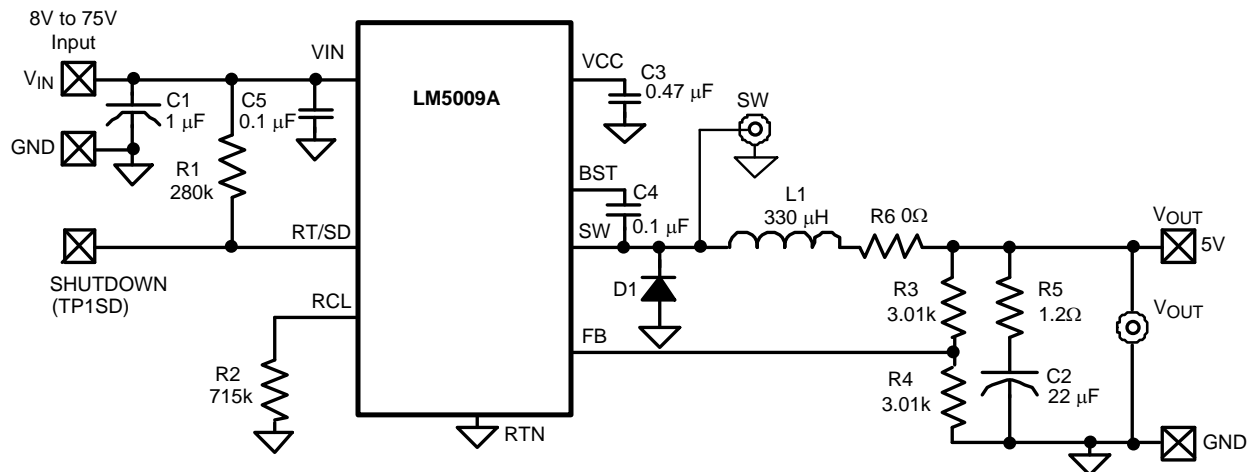 8V to 75V
Input
VIN
GND
C1
1 μF
C5
0.1 μF
R1
280k
SHUTDOWN
(TP1SD)
R2
715k
VIN
RT/SD
RCL
LM5009A
RTN
VCC
BST
SW
FB
C3
0.47 μF
SW
C4
0.1 μF
D1
L1
330 μH
R6 0Ω
R3
3.01k
R4
3.01k
R5
1.2Ω
C2
22 μF
VOUT
5V
VOUT
GND